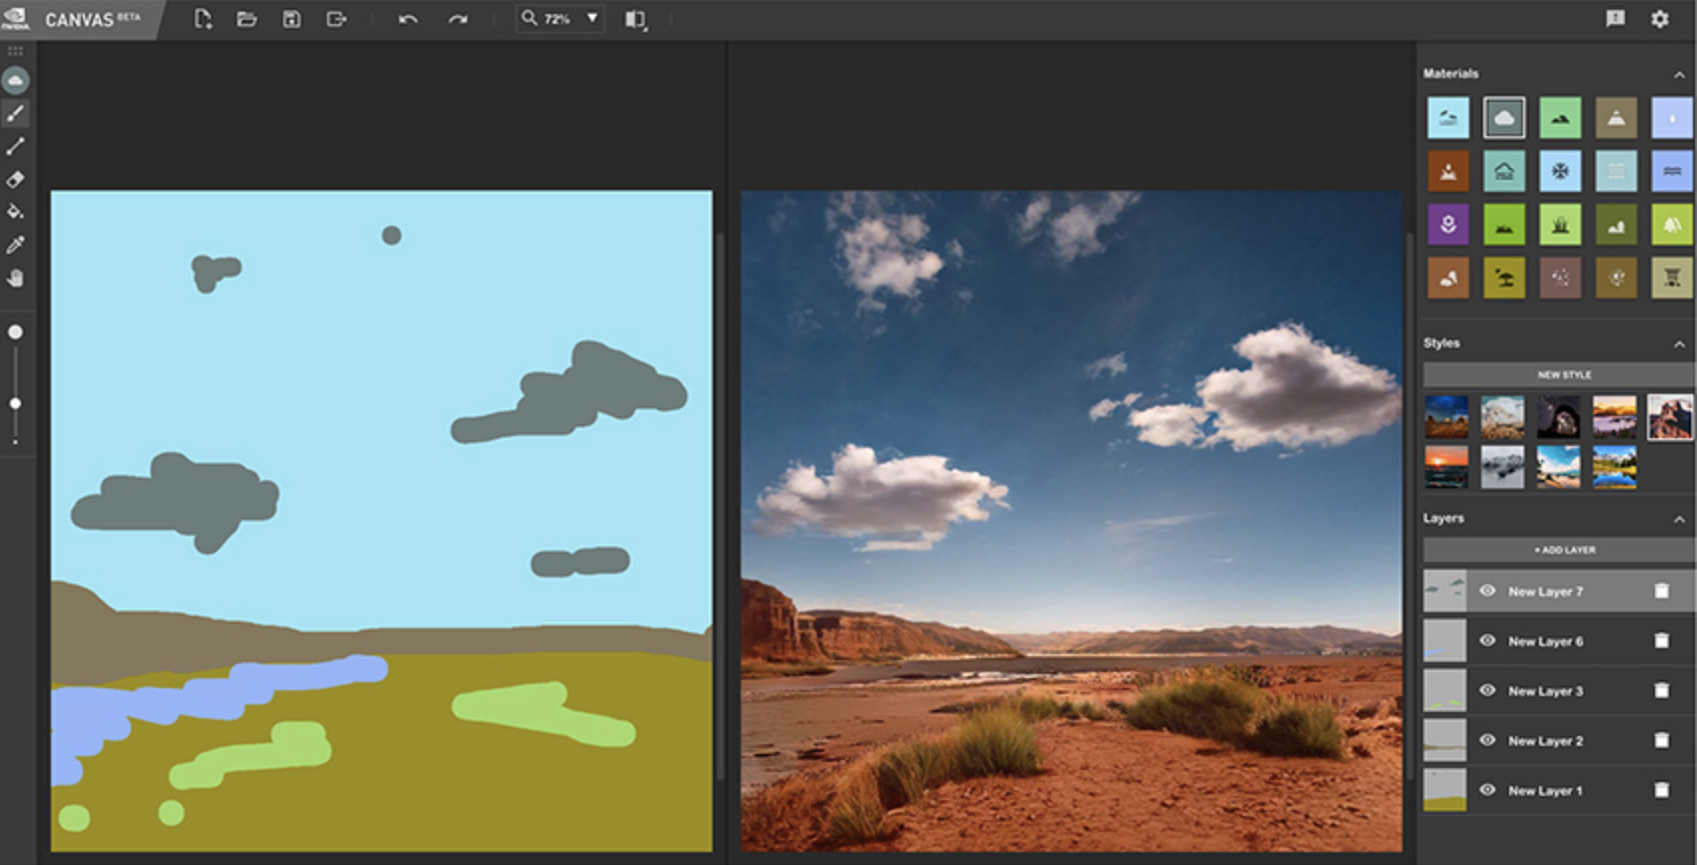 NVIDIA.
CANVAS BETA
72%
Materials
Styles
NEW STYLE
Layers
+ ADD LAYER
New Layer 7
New Layer 6
New Layer 3
New Layer 2
New Layer 1